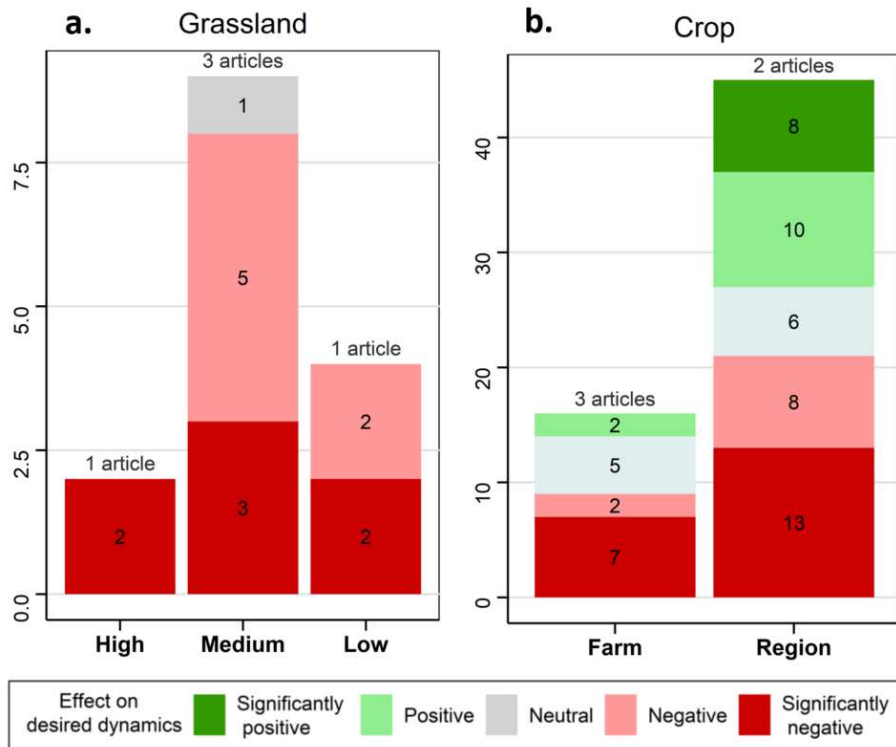 a.
Grassland
3 articles
1
7.5
5
5.0
1 article
2
1 article
2.5
2
3
2
0.0
High
Medium
Low
b.
Crop
2 articles
8
40
10
30
6
20
3 articles
8
2
5
10
2
13
7
0
Farm
Region
Effect on
desired dynamics
Significantly
positive
Positive
Neutral
Negative
Significantly
negative